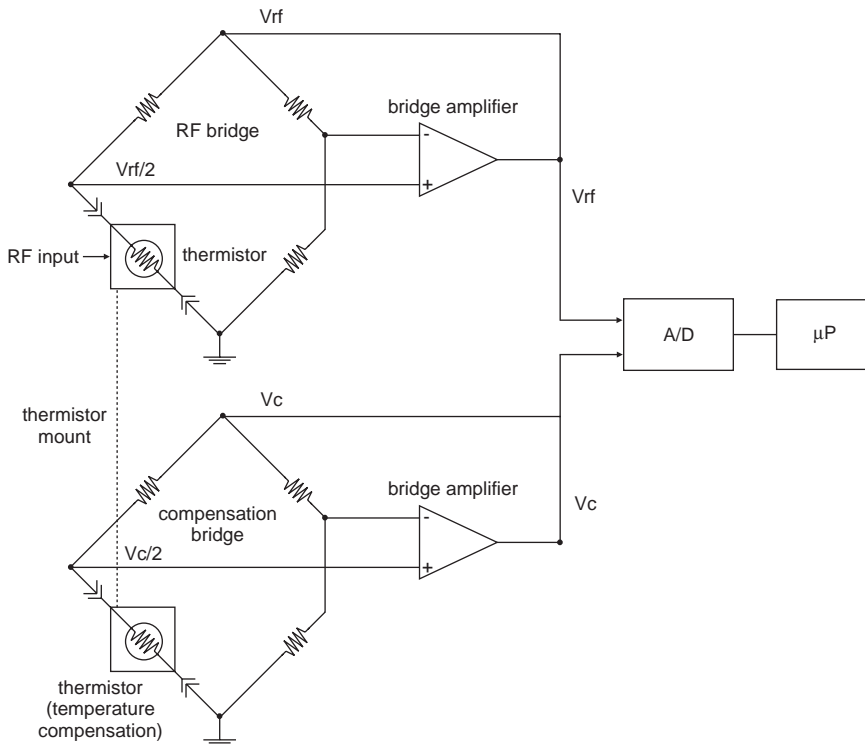 Vrf
bridge amplifier
RF bridge
-
Vrf/2
+
Vrf
RF input
thermistor
A/D
µP
thermistor
mount
Vc
bridge amplifier
Vc
compensation
bridge
-
Vc/2
+
thermistor
(temperature
compensation)